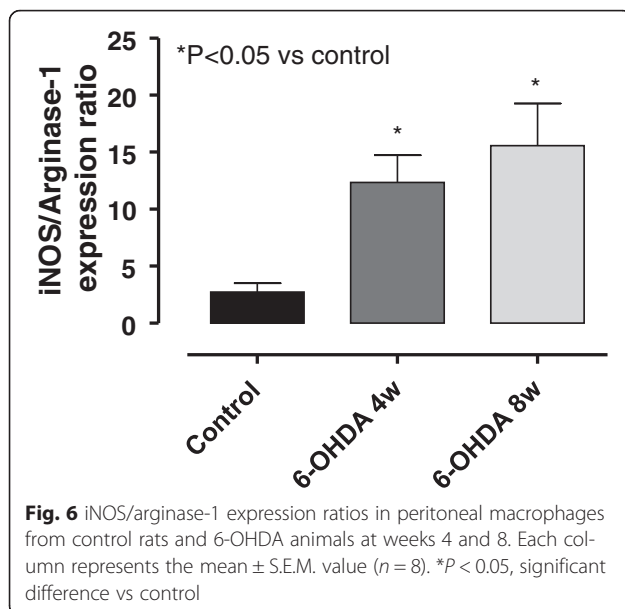 25
*P<0.05 vs control
20
15
10
5
0
iNOS/Arginase-1
expression ratio
*
*
Control
6-OHDA 4w
6-OHDA 8w
Fig. 6 iNOS/arginase-1 expression ratios in peritoneal macrophages
from control rats and 6-OHDA animals at weeks 4 and 8. Each col-
umn represents the mean ± S.E.M. value (n = 8). *P < 0.05, significant
difference vs control